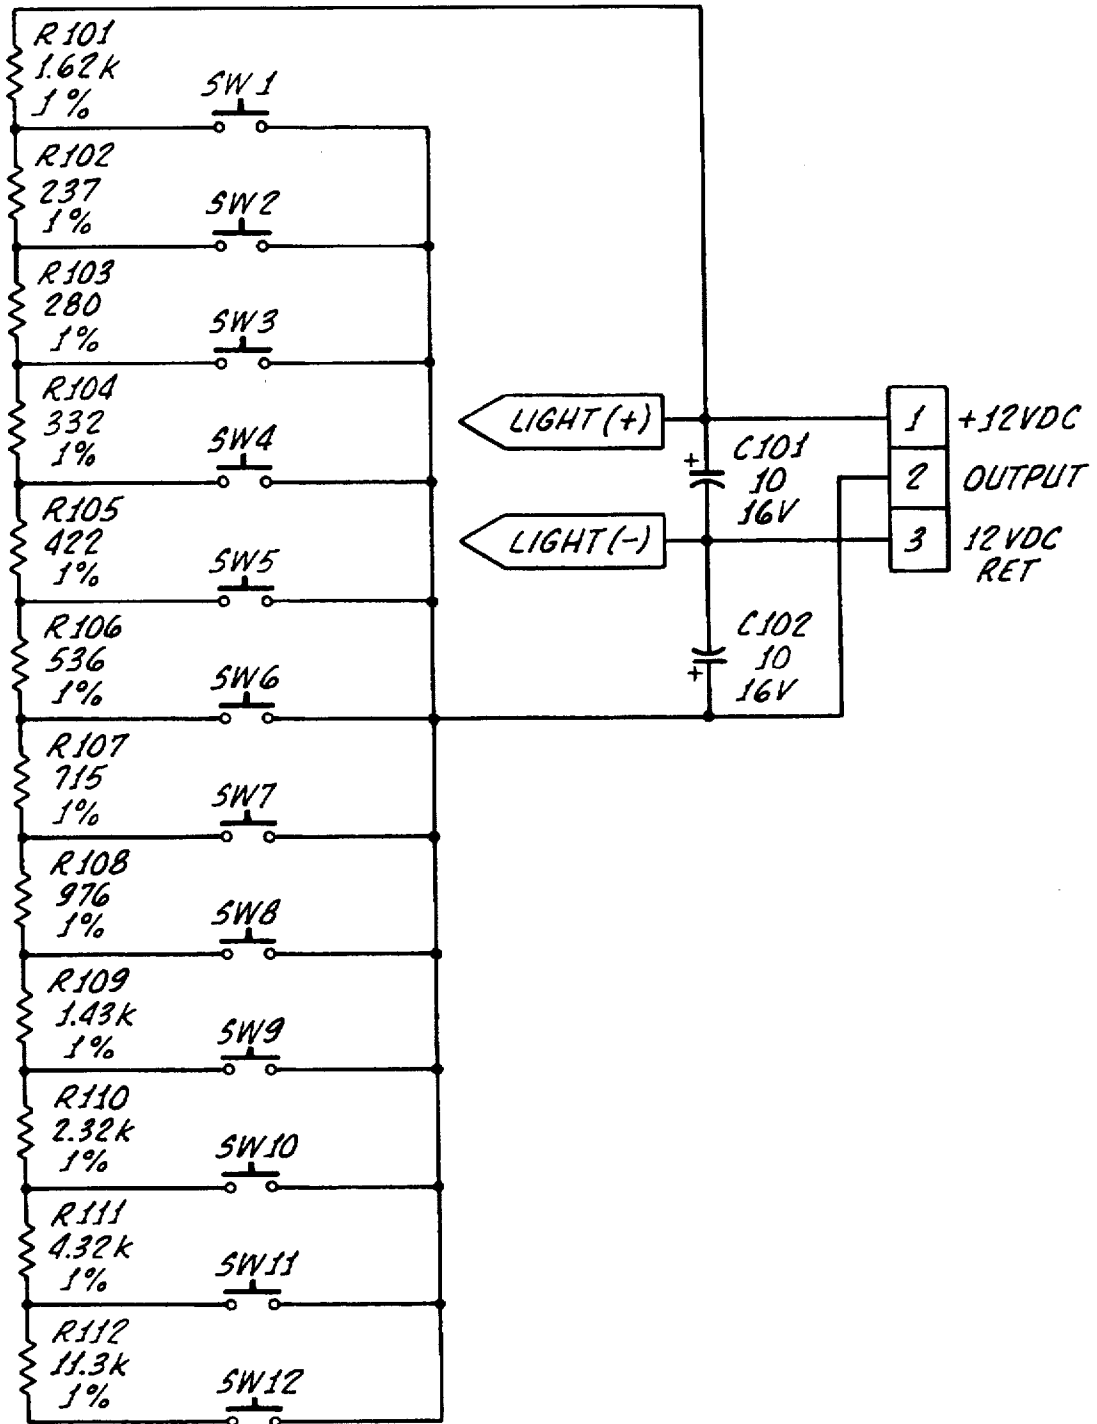 R101
1.62K
1%
SW1
R102
237
1%
SW2
R103
280
1%
SW3
R104
332
1%
SW4
R105
422
1%
SW5
R106
536
1%
SW6
R107
715
1%
SW7
R108
976
1%
SW8
R109
1.43K
1%
SW9
R110
2.32K
1%
SW10
R111
4.32K
1%
SW11
R112
11.3K
1%
SW12
LIGHT (+)
LIGHT (-)
+
C101
10
16V
C102
10
16V
+
1 +12VDC
2 OUTPUT
3 12VDC
RET